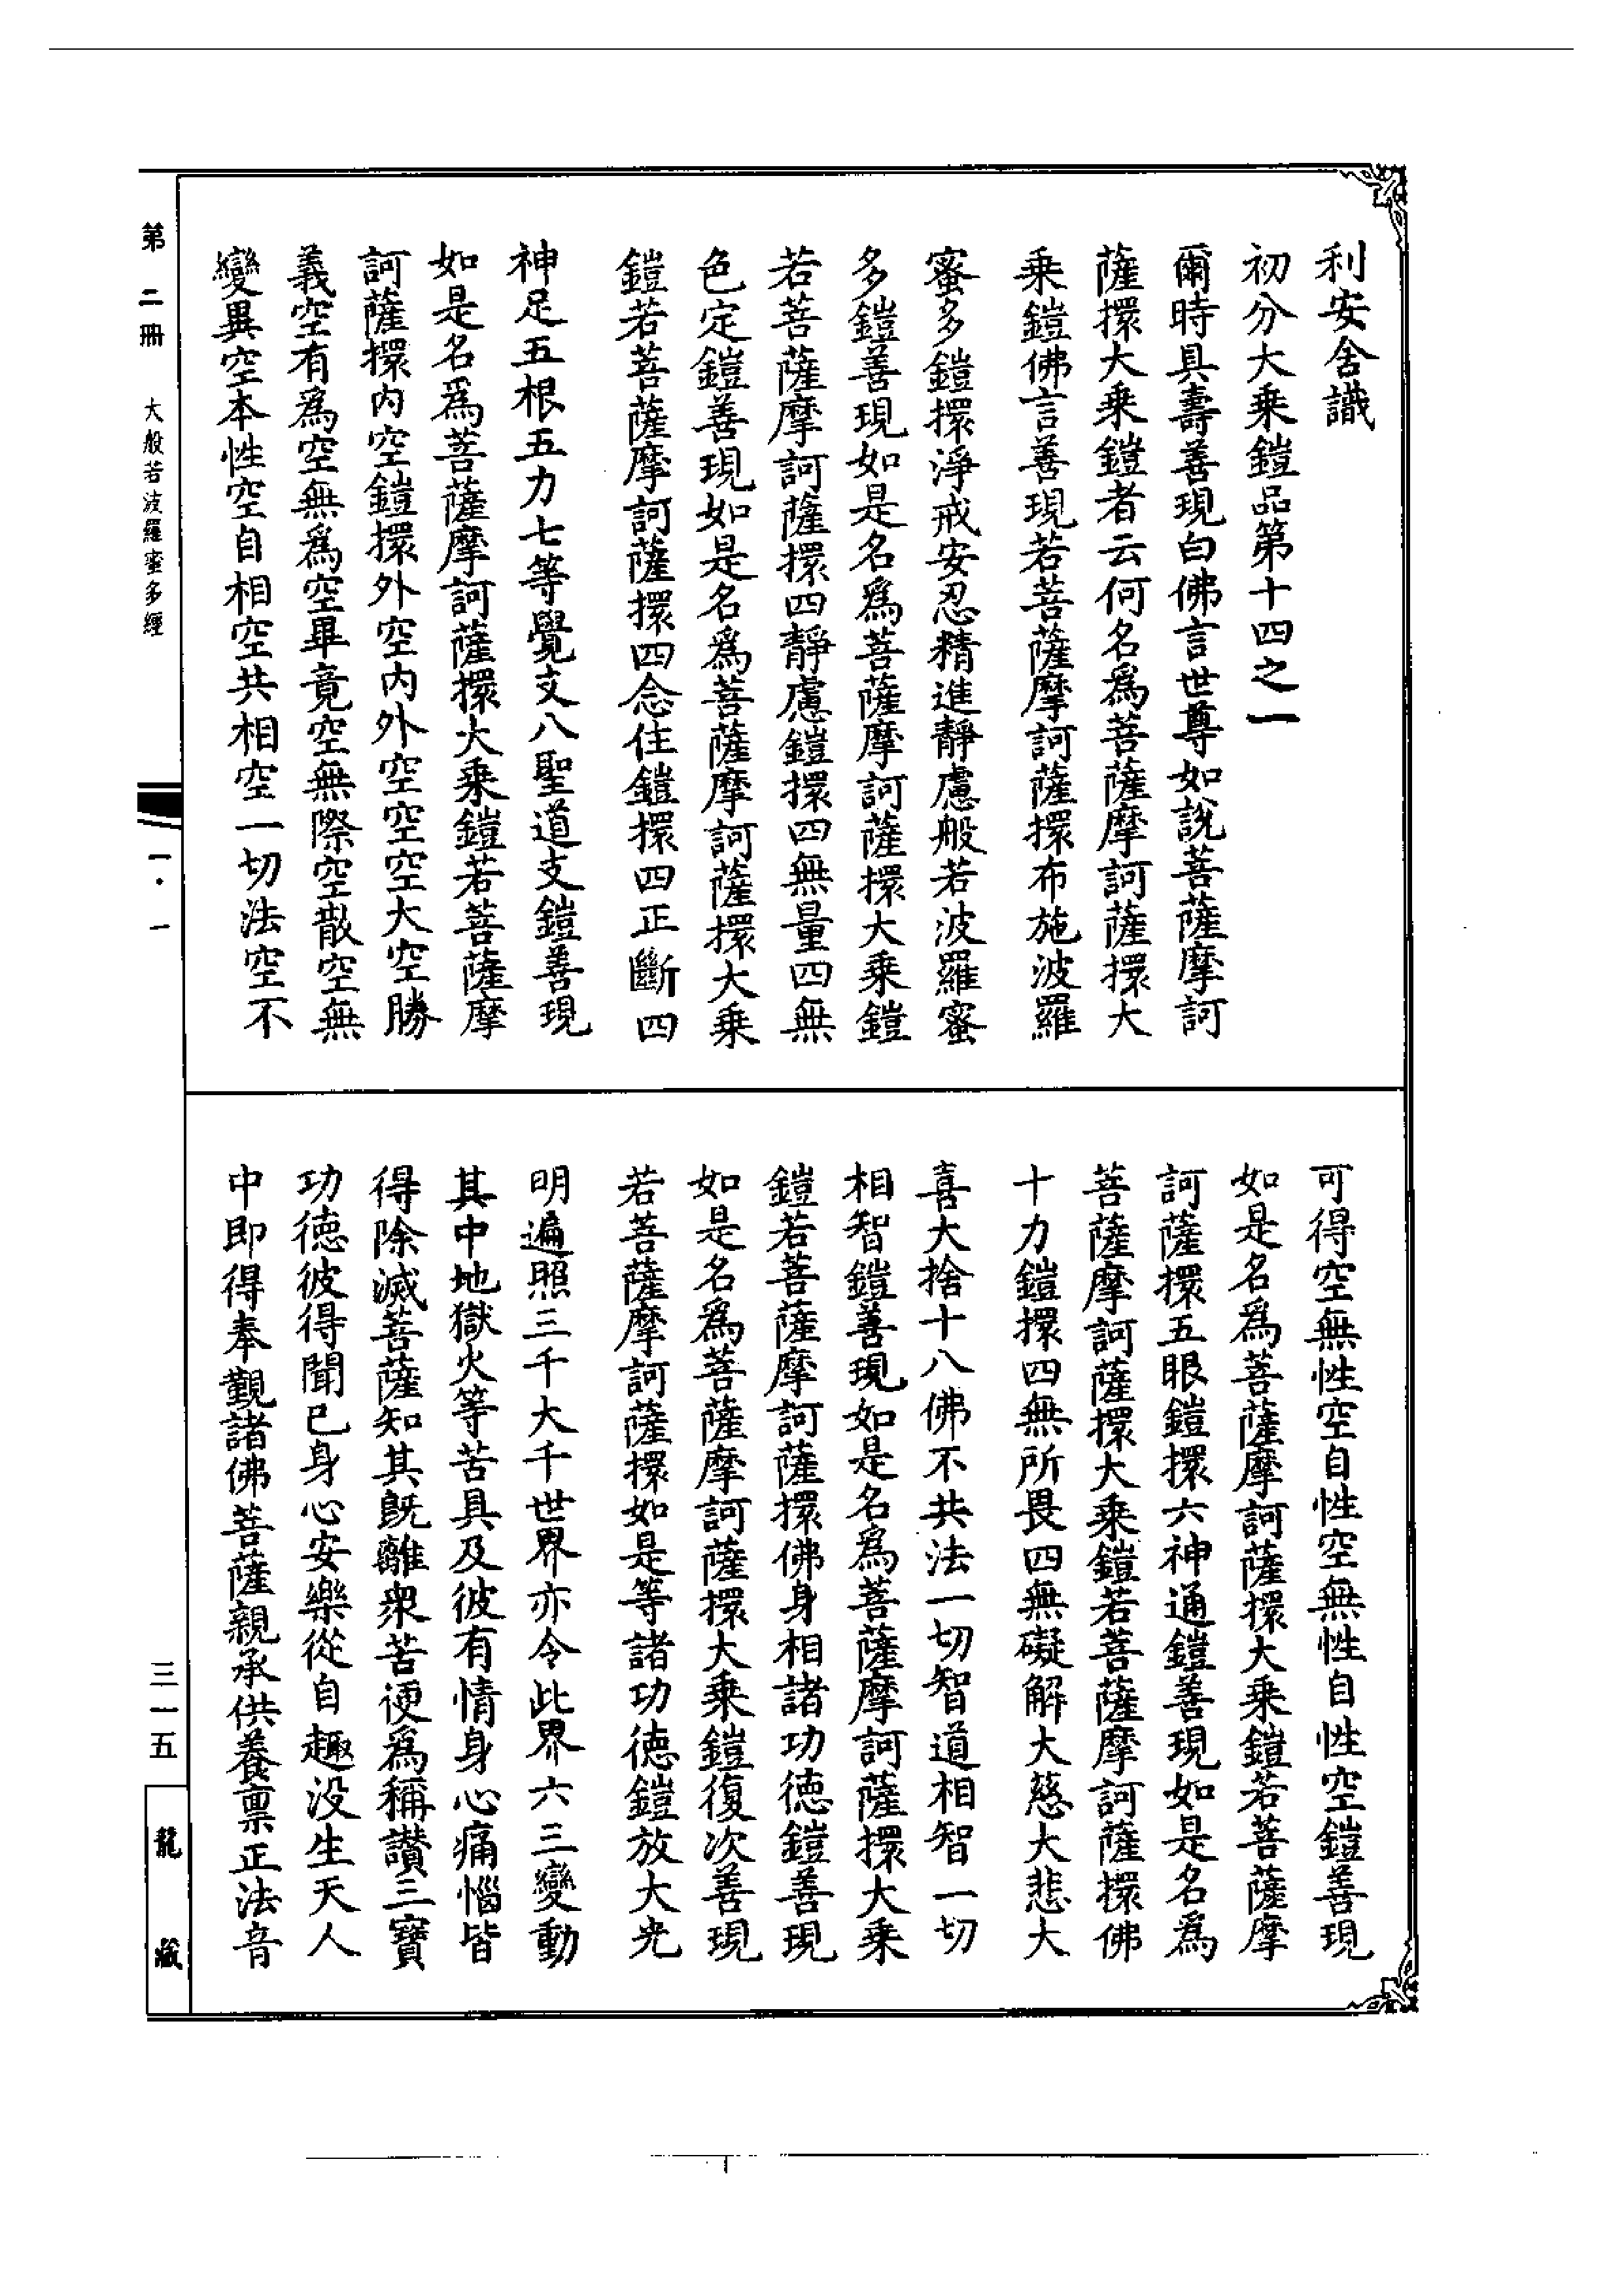 利安舍識
初分大乘鎧品第十四之一
爾時具壽善現白佛言世尊如說菩薩摩訶
薩擐大乘鎧者云何名爲菩薩摩訶薩擐大
乘鎧佛言善現若菩薩摩訶薩擐布施波羅
蜜多鎧擐淨戒安忍精進靜慮般若波羅蜜
多鎧善現如是名爲菩薩摩訶薩擐大乘鎧
若菩薩摩訶薩擐四靜慮鎧擐四無量四無
色定鎧善現如是名爲菩薩摩訶薩擐大乘
鎧若菩薩摩訶薩擐四念住鎧擐四正斷四
神足五根五力七等覺支八聖道支鎧善現
如是名爲菩薩摩訶薩擐大乘鎧若菩薩摩
訶薩擐內空鎧擐外空內外空空空大空勝
義空有爲空無爲空畢竟空無際空散空無
變異空本性空自相空共相空一切法空不
可得空無性空自性空無性自性空鎧善現
如是名爲菩薩摩訶薩擐大乘鎧若菩薩摩
訶薩擐五眼鎧擐六神通鎧善現如是名爲
菩薩摩訶薩擐大乘鎧若菩薩摩訶薩擐佛
十力鎧擐四無所畏四無礙解大慈大悲大
喜大捨十八佛不共法一切智道相智一切
相智鎧善現如是名爲菩薩摩訶薩擐大乘
鎧若菩薩摩訶薩擐佛身相諸功德鎧善現
如是名爲菩薩摩訶薩擐大乘鎧復次善現
若菩薩摩訶薩擐如是等諸功德鎧放大光
明遍照三千大千世界亦令此界六三變動
其中地獄火等苦具及彼有情身心痛惱皆
得除滅菩薩知其旣離衆苦便爲稱讚三寶
功德彼得聞已身心安樂從自趣沒生天人
中即得奉覲諸佛菩薩親承供養稟正法音
第二冊 大般若波羅蜜多經
一·一
三一五
龍藏